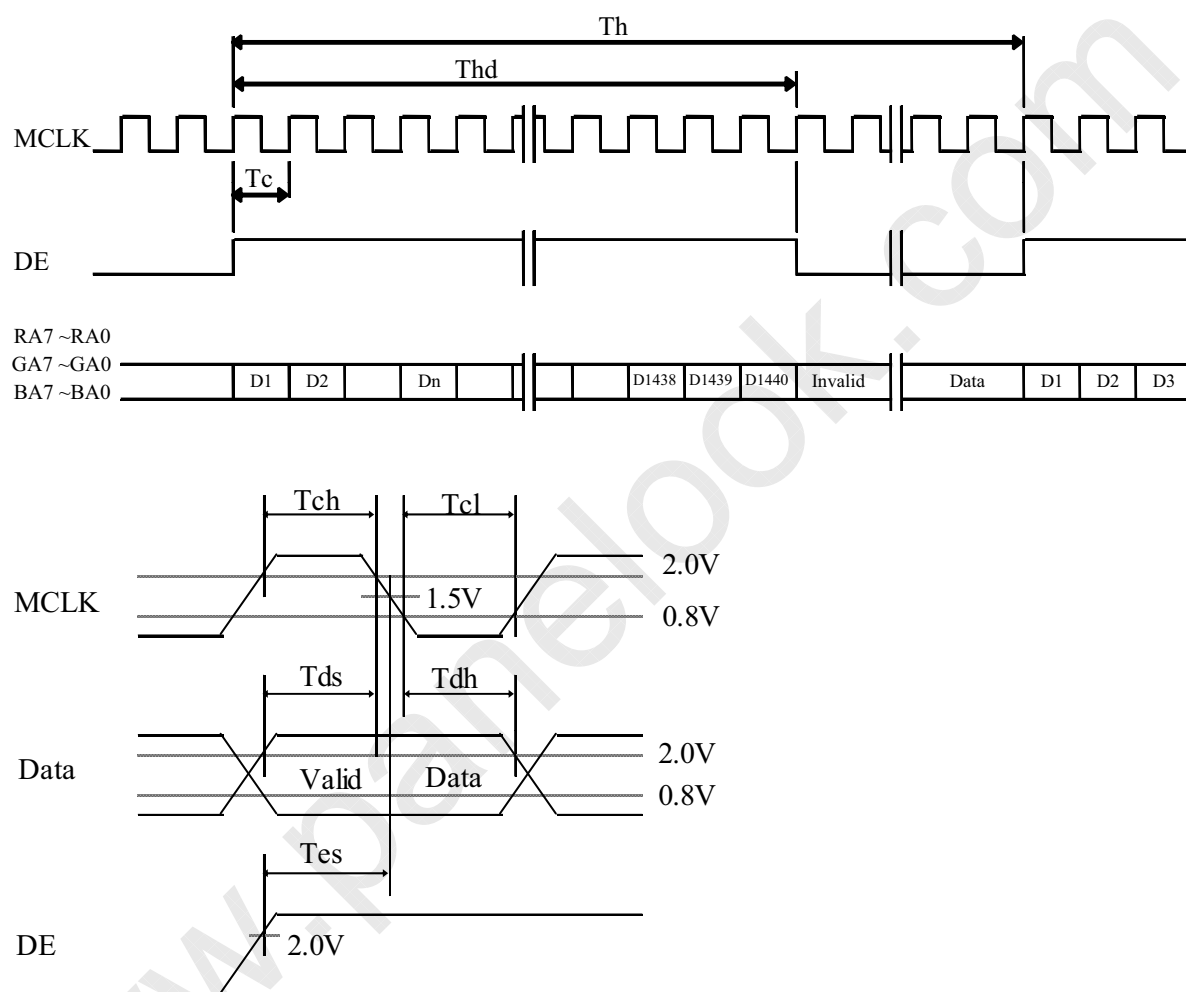 Th
Thd
MCLK
Tc
DE
RA7 ~RA0
GA7 ~GA0
BA7 ~BA0
D1 D2 Dn D1438 D1439 D1440 Invalid Data D1 D2 D3
Tch Tcl
2.0V
MCLK
1.5V
0.8V
Tds Tdh
2.0V
Data
Valid Data
0.8V
Tes
DE
2.0V
www.panelook.com